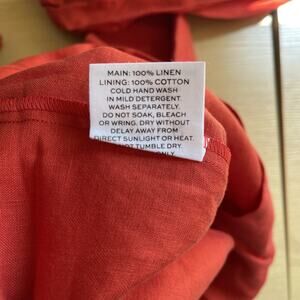 MAIN: 100% LINEN
LINING: 100% COTTON
COLD HAND WASH
IN MILD DETERGENT.
WASH SEPARATELY.
DO NOT SOAK, BLEACH
OR WRING. DRY WITHOUT
DELAY AWAY FROM
DIRECT SUNLIGHT OR HEAT.
NOT TUMBLE DRY.
ONLY.